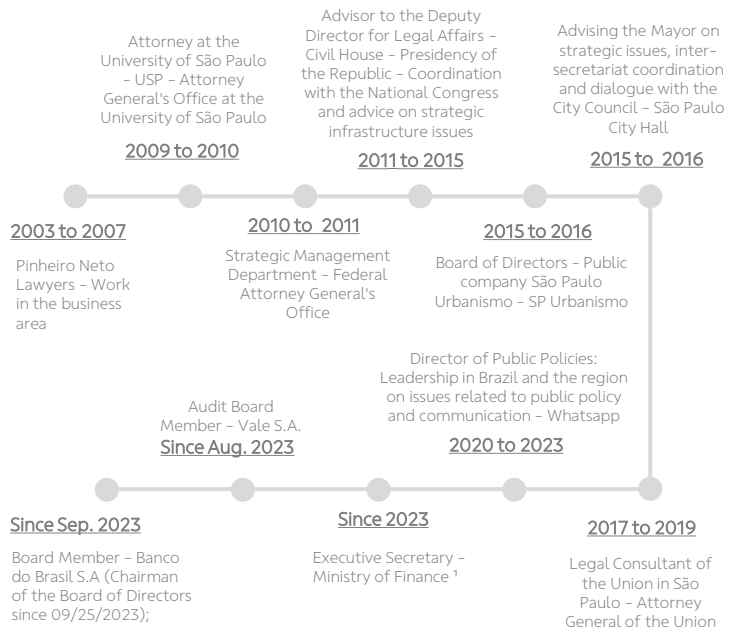 2003 to 2007
Pinheiro Neto
Lawyers – Work
in the business
area
Attorney at the
University of São Paulo
– USP – Attorney
General's Office at the
University of São Paulo
2009 to 2010
2010 to 2011
Strategic Management
Department – Federal
Attorney General's
Office
Advisor to the Deputy
Director for Legal Affairs –
Civil House – Presidency of
the Republic – Coordination
with the National Congress
and advice on strategic
infrastructure issues
2011 to 2015
2015 to 2016
Board of Directors – Public
company São Paulo
Urbanismo – SP Urbanismo
Advising the Mayor on
strategic issues, inter-
secretariat coordination
and dialogue with the
City Council – São Paulo
City Hall
2015 to 2016
2017 to 2019
Legal Consultant of
the Union in São
Paulo – Attorney
General of the Union
Director of Public Policies:
Leadership in Brazil and the region
on issues related to public policy
and communication – Whatsapp
2020 to 2023
Since 2023
Executive Secretary –
Ministry of Finance ¹
Audit Board
Member – Vale S.A.
Since Aug. 2023
Since Sep. 2023
Board Member – Banco
do Brasil S.A (Chairman
of the Board of Directors
since 09/25/2023);